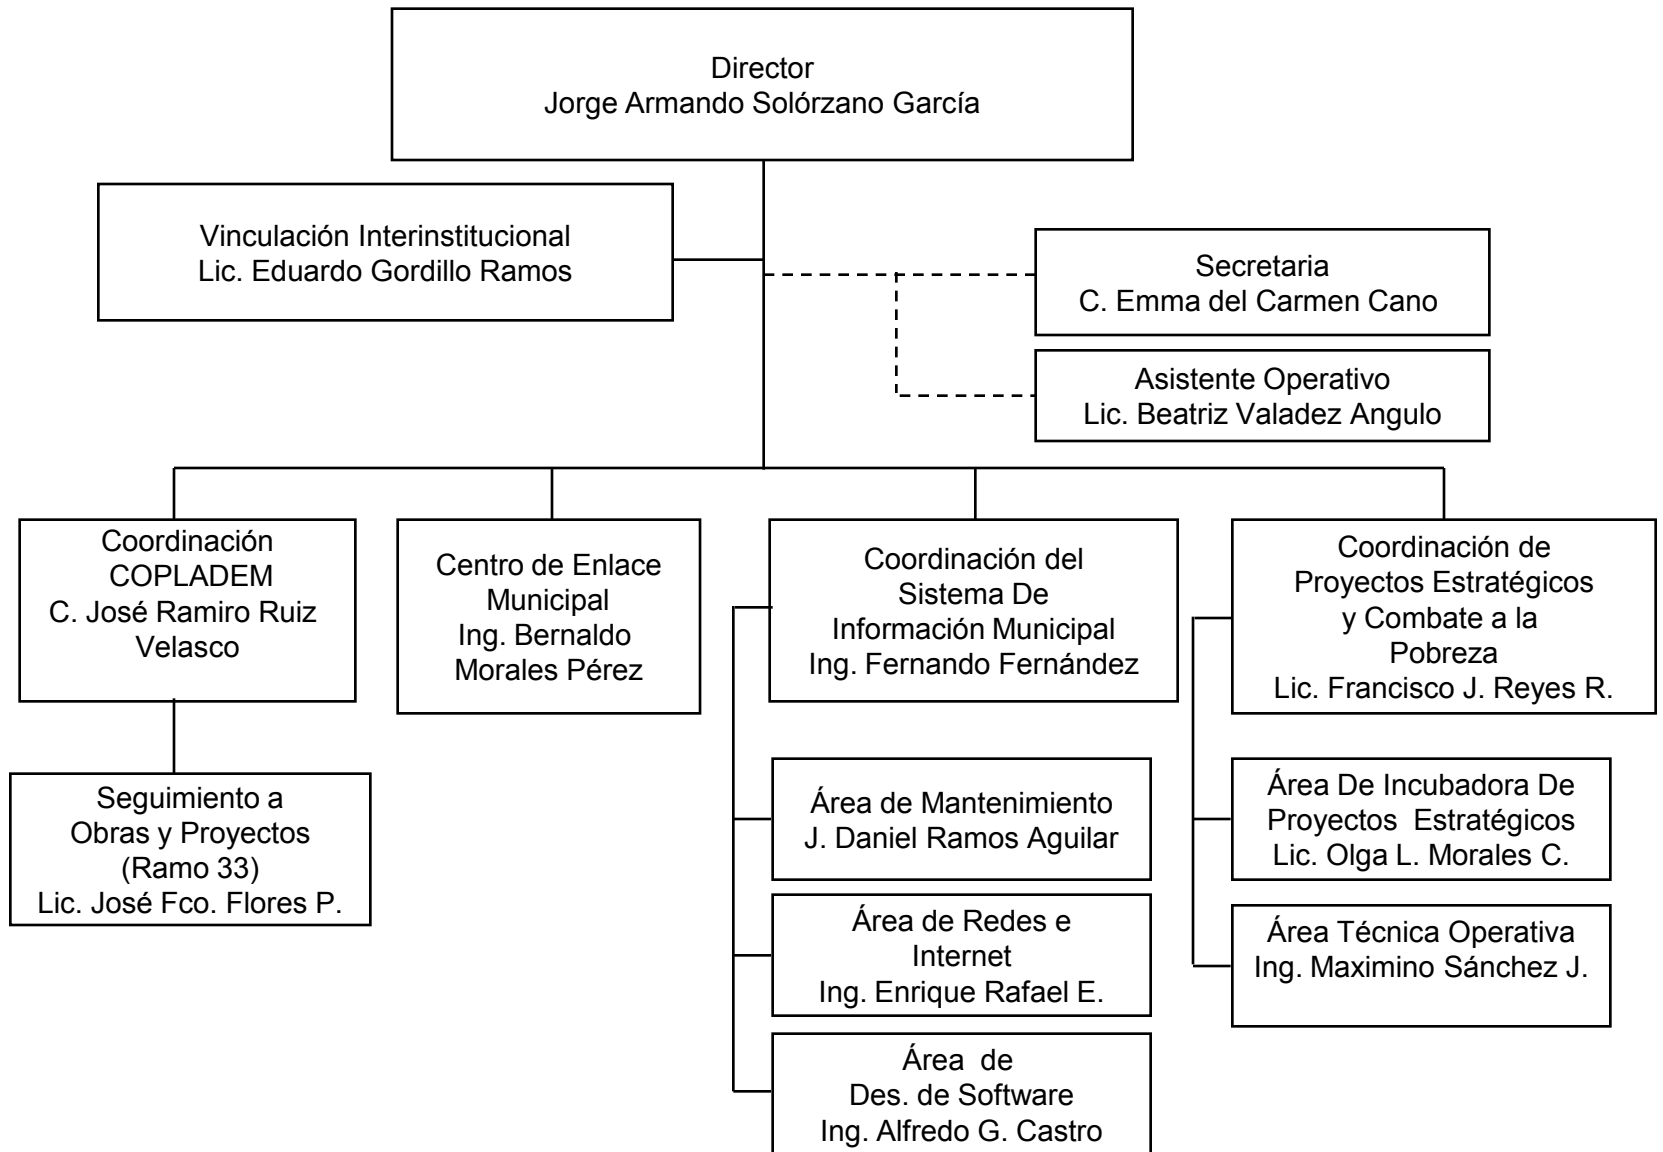 Director
Jorge Armando Solórzano García
Vinculación Interinstitucional
Lic. Eduardo Gordillo Ramos
Secretaria
C. Emma del Carmen Cano
Asistente Operativo
Lic. Beatriz Valadez Angulo
Coordinación
COPLADEM
C. José Ramiro Ruiz
Velasco
Centro de Enlace
Municipal
Ing. Bernaldo
Morales Pérez
Coordinación del
Sistema De
Información Municipal
Ing. Fernando Fernández
Coordinación de
Proyectos Estratégicos
y Combate a la
Pobreza
Lic. Francisco J. Reyes R.
Seguimiento a
Obras y Proyectos
(Ramo 33)
Lic. José Fco. Flores P.
Área de Mantenimiento
J. Daniel Ramos Aguilar
Área de Redes e
Internet
Ing. Enrique Rafael E.
Área de
Des. de Software
Ing. Alfredo G. Castro
Área De Incubadora De
Proyectos Estratégicos
Lic. Olga L. Morales C.
Área Técnica Operativa
Ing. Maximino Sánchez J.